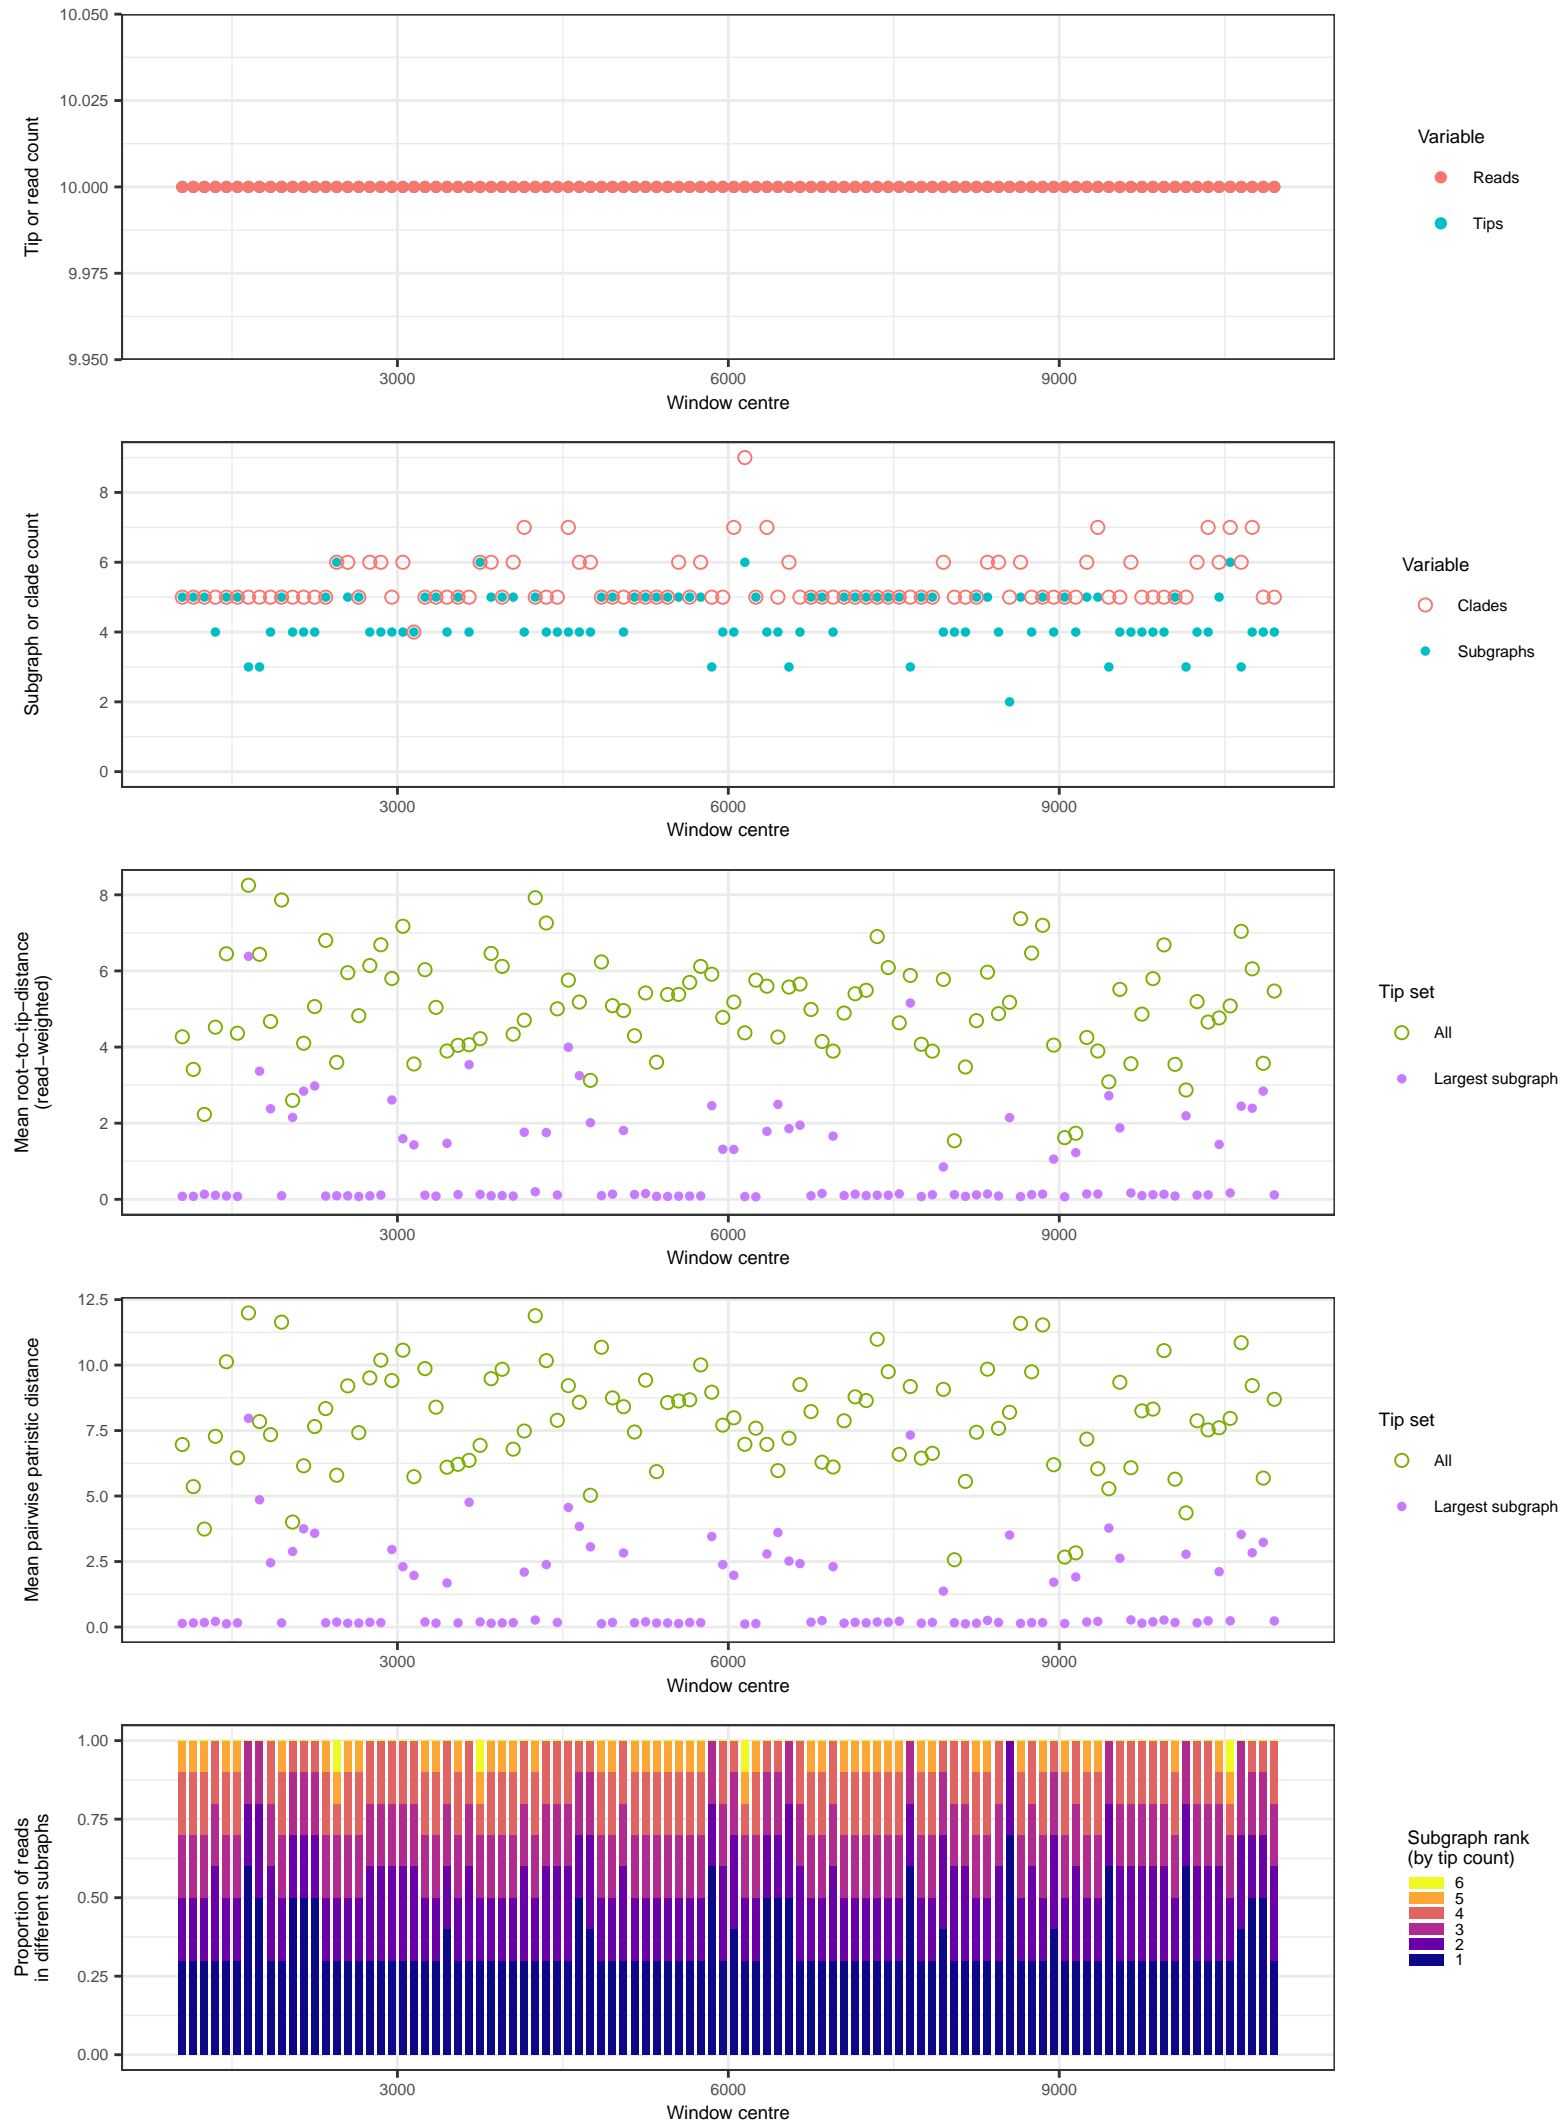 10.050
10.025
10.000
9.975
9.950
Tip or read count
3000 6000 9000
Window centre
Variable
Reads
Tips
8
6
4
2
0
Subgraph or clade count
3000 6000 9000
Window centre
Variable
Clades
Subgraphs
8
6
4
2
0
Mean root−to−tip−distance
(read−weighted)
3000 6000 9000
Window centre
Tip set
All
Largest subgraph
12.5
10.0
7.5
5.0
2.5
0.0
Mean pairwise patristic distance
3000 6000 9000
Window centre
Tip set
All
Largest subgraph
1.00
0.75
0.50
0.25
0.00
Proportion of reads
in different subraphs
3000 6000 9000
Window centre
Subgraph rank
(by tip count)
6
5
4
3
2
1